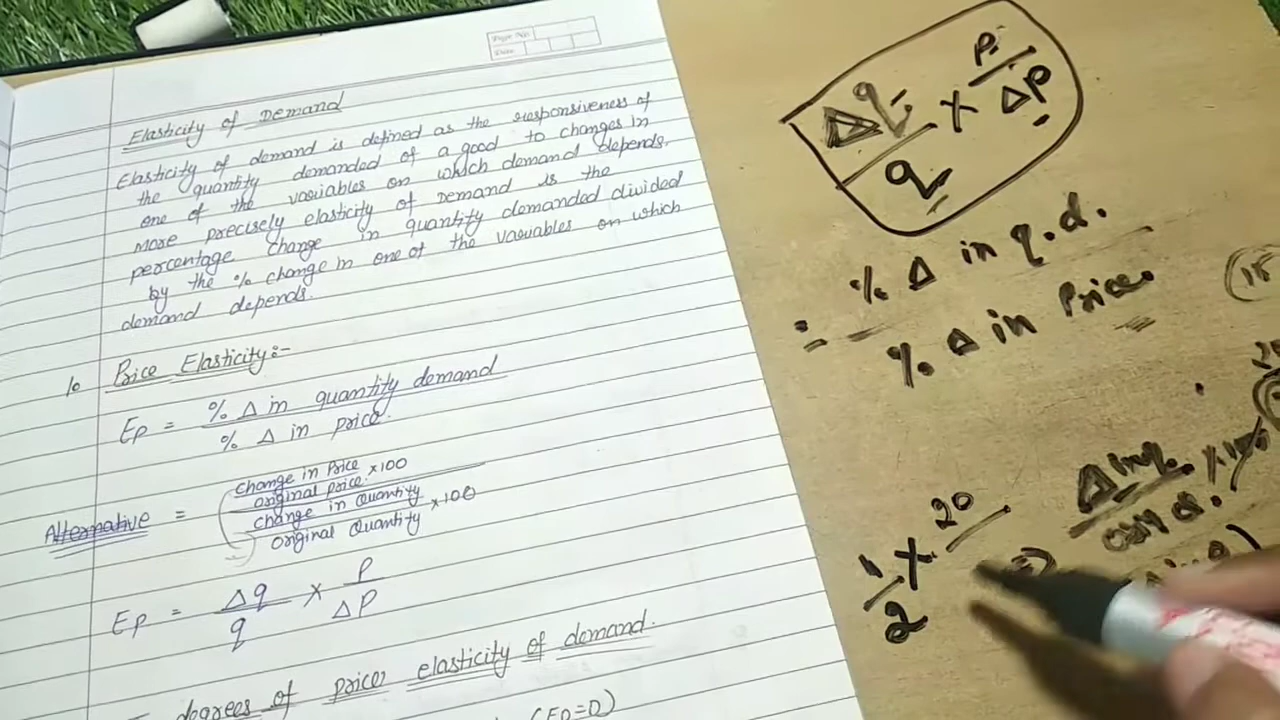 Page No.
Date
Elasticity of Demand
Elasticity of demand is defined as the responsiveness of
the quantity demanded of a good to changes in
one of the variables on which demand depends.
More precisely elasticity of Demand is the
percentage change in quantity demanded divided
by the % change in one of the variables on which
demand depends.
1. Price Elasticity:-
Ep = % Δ in quantity demand
% Δ in price.
Alternative =
change in Price ×100
original price.
change in Quantity ×100
original Quantity
Ep = Δq × P
q ΔP
degrees of price elasticity of demand.
Δq × P
q ΔP
= % Δ in q.d.
% Δ in Price
1 × 20
2
Δ in q.